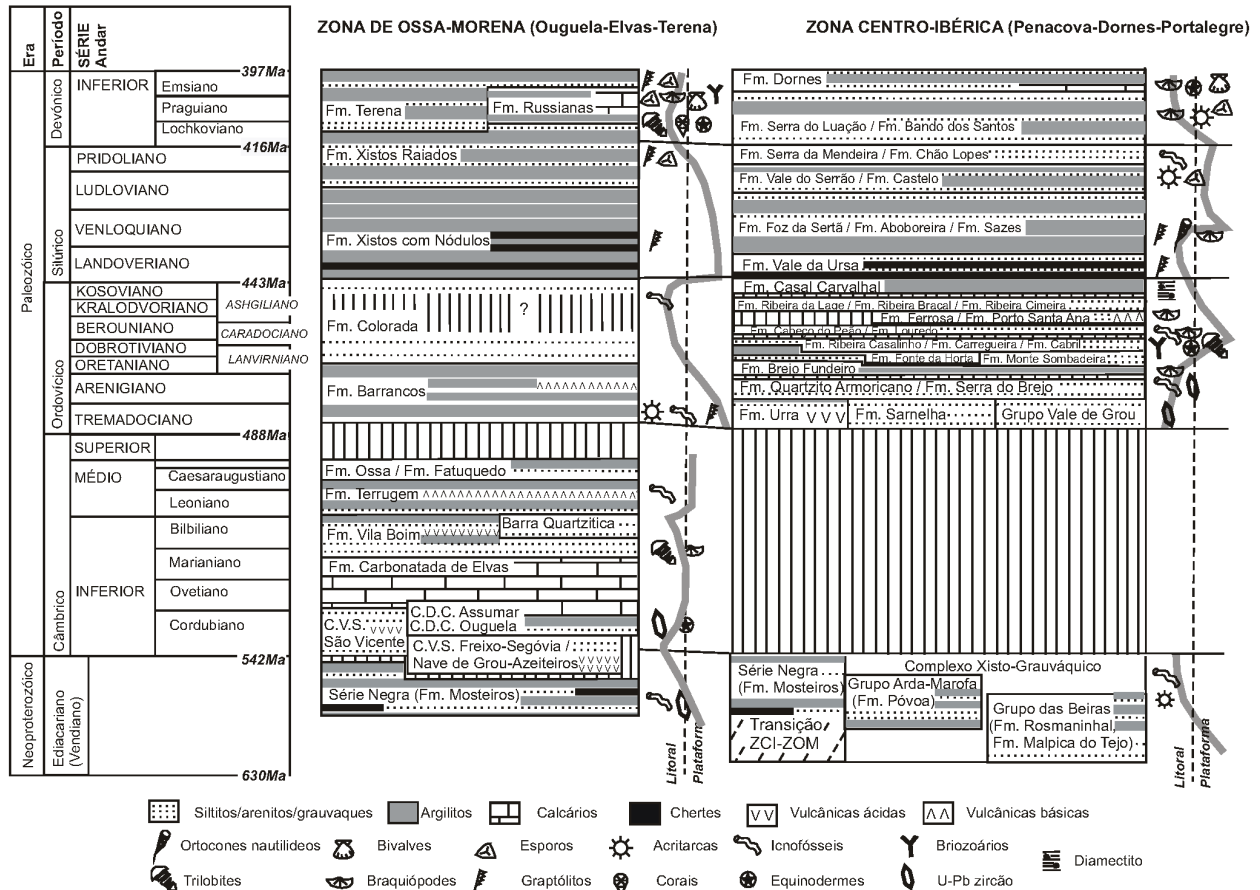 ZONA DE OSSA-MORENA (Ouguela-Elvas-Terena)
ZONA CENTRO-IBÉRICA (Penacova-Dornes-Portalegre)
Era
Período
SÉRIE
Andar
397Ma
Paleozóico
Devónico
INFERIOR
Emsiano
Praguiano
Lochkoviano
416Ma
Silúrico
PRIDOLIANO
LUDLOVIANO
VENLOQUIANO
LANDOVERIANO
443Ma
Ordovícico
KOSOVIANO
KRALODVORIANO
ASHGILIANO
BEROUNIANO
CARADOCIANO
DOBROTIVIANO
LANVIRNIANO
ORETANIANO
ARENIGIANO
TREMADOCIANO
488Ma
Câmbrico
SUPERIOR
MÉDIO
Caesaraugustiano
Leoniano
INFERIOR
Bilbiliano
Marianiano
Ovetiano
Cordubiano
542Ma
Neoproterozóico
Ediacariano
(Vendiano)
630Ma
Fm. Terena
Fm. Russianas
Fm. Xistos Raiados
Fm. Xistos com Nódulos
?
Fm. Colorada
Fm. Barrancos
Fm. Ossa / Fm. Fatuquedo
Fm. Terrugem
Barra Quartzitica
Fm. Vila Boim
Fm. Carbonatada de Elvas
C.D.C. Assumar
C.D.C. Ouguela
C.V.S.
São Vicente
C.V.S. Freixo-Segóvia /
Nave de Grou-Azeiteiros
Série Negra (Fm. Mosteiros)
Litoral
Plataforma
Fm. Dornes
Fm. Serra do Luação / Fm. Bando dos Santos
Fm. Serra da Mendeira / Fm. Chão Lopes
Fm. Vale do Serrão / Fm. Castelo
Fm. Foz da Sertã / Fm. Aboboreira / Fm. Sazes
Fm. Vale da Ursa
Fm. Casal Carvalhal
Fm. Ribeira da Lage / Fm. Ribeira Bracal / Fm. Ribeira Cimeira
Fm. Ferrosa / Fm. Porto Santa Ana
Fm. Cabeço do Peão / Fm. Louredo
Fm. Ribeira Casalinho / Fm. Carregueira / Fm. Cabril
Fm. Fonte da Horta
Fm. Monte Sombadeira
Fm. Brejo Fundeiro
Fm. Quartzito Armoricano / Fm. Serra do Brejo
Fm. Urra
Fm. Sarnelha
Grupo Vale de Grou
Série Negra
(Fm. Mosteiros)
Complexo Xisto-Grauváquico
Grupo Arda-Marofa
(Fm. Póvoa)
Grupo das Beiras
(Fm. Rosmaninhal,
Fm. Malpica do Tejo)
Transição
ZCI-ZOM
Litoral
Plataforma
Siltitos/arenitos/grauvaques
Argilitos
Calcários
Chertes
Vulcânicas ácidas
Vulcânicas básicas
Ortocones nautilideos
Bivalves
Esporos
Acritarcas
Icnofósseis
Briozoários
Diamectito
Trilobites
Braquiópodes
Graptólitos
Corais
Equinodermes
U-Pb zircão